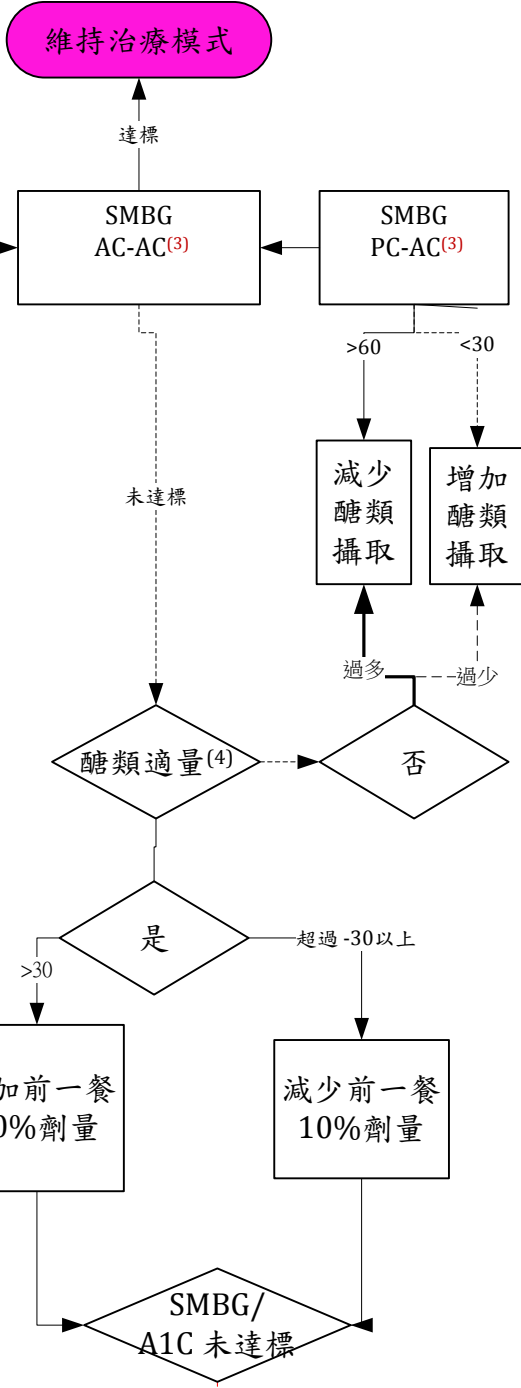 維持治療模式
達標
SMBG
AC-AC(3)
SMBG
PC-AC(3)
>60
<30
減少
醣類
攝取
增加
醣類
攝取
未達標
過多
過少
醣類適量(4)
否
是
>30
超過 -30以上
加前一餐
0%劑量
減少前一餐
10%劑量
SMBG/
A1C 未達標